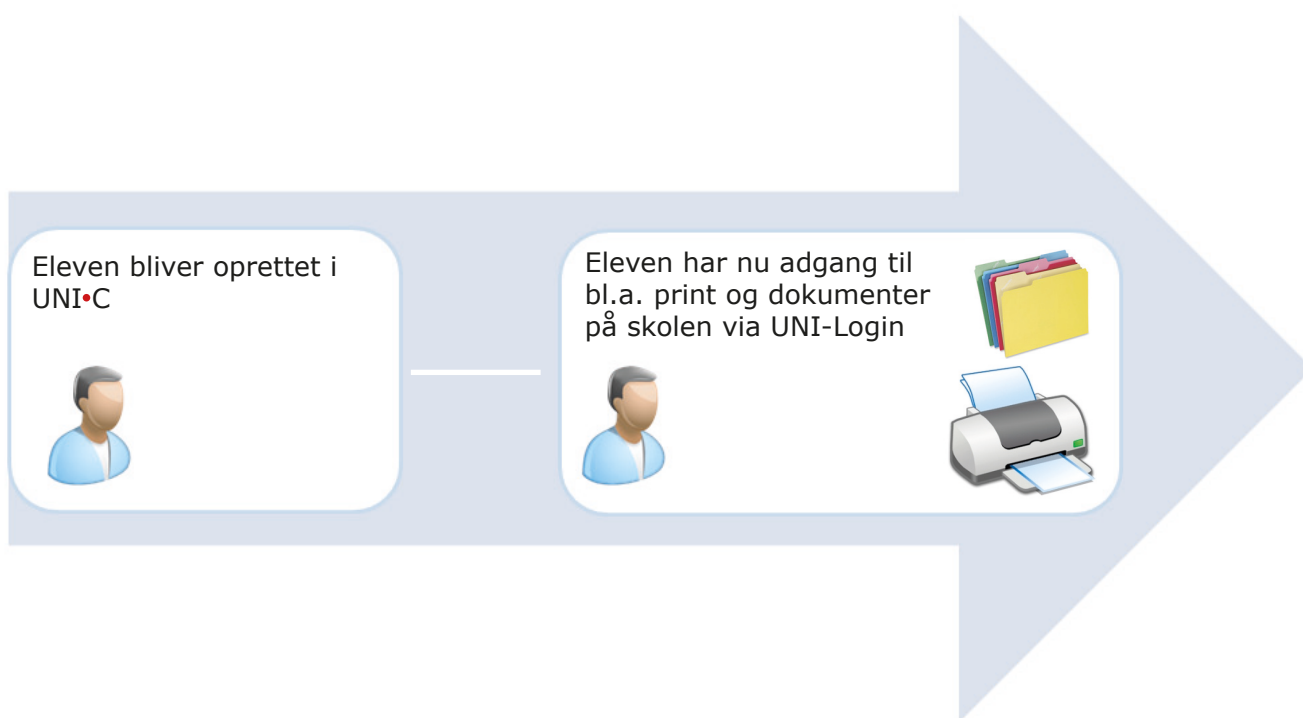 Eleven bliver oprettet i
UNI•C
Eleven har nu adgang til
bl.a. print og dokumenter
på skolen via UNI-Login